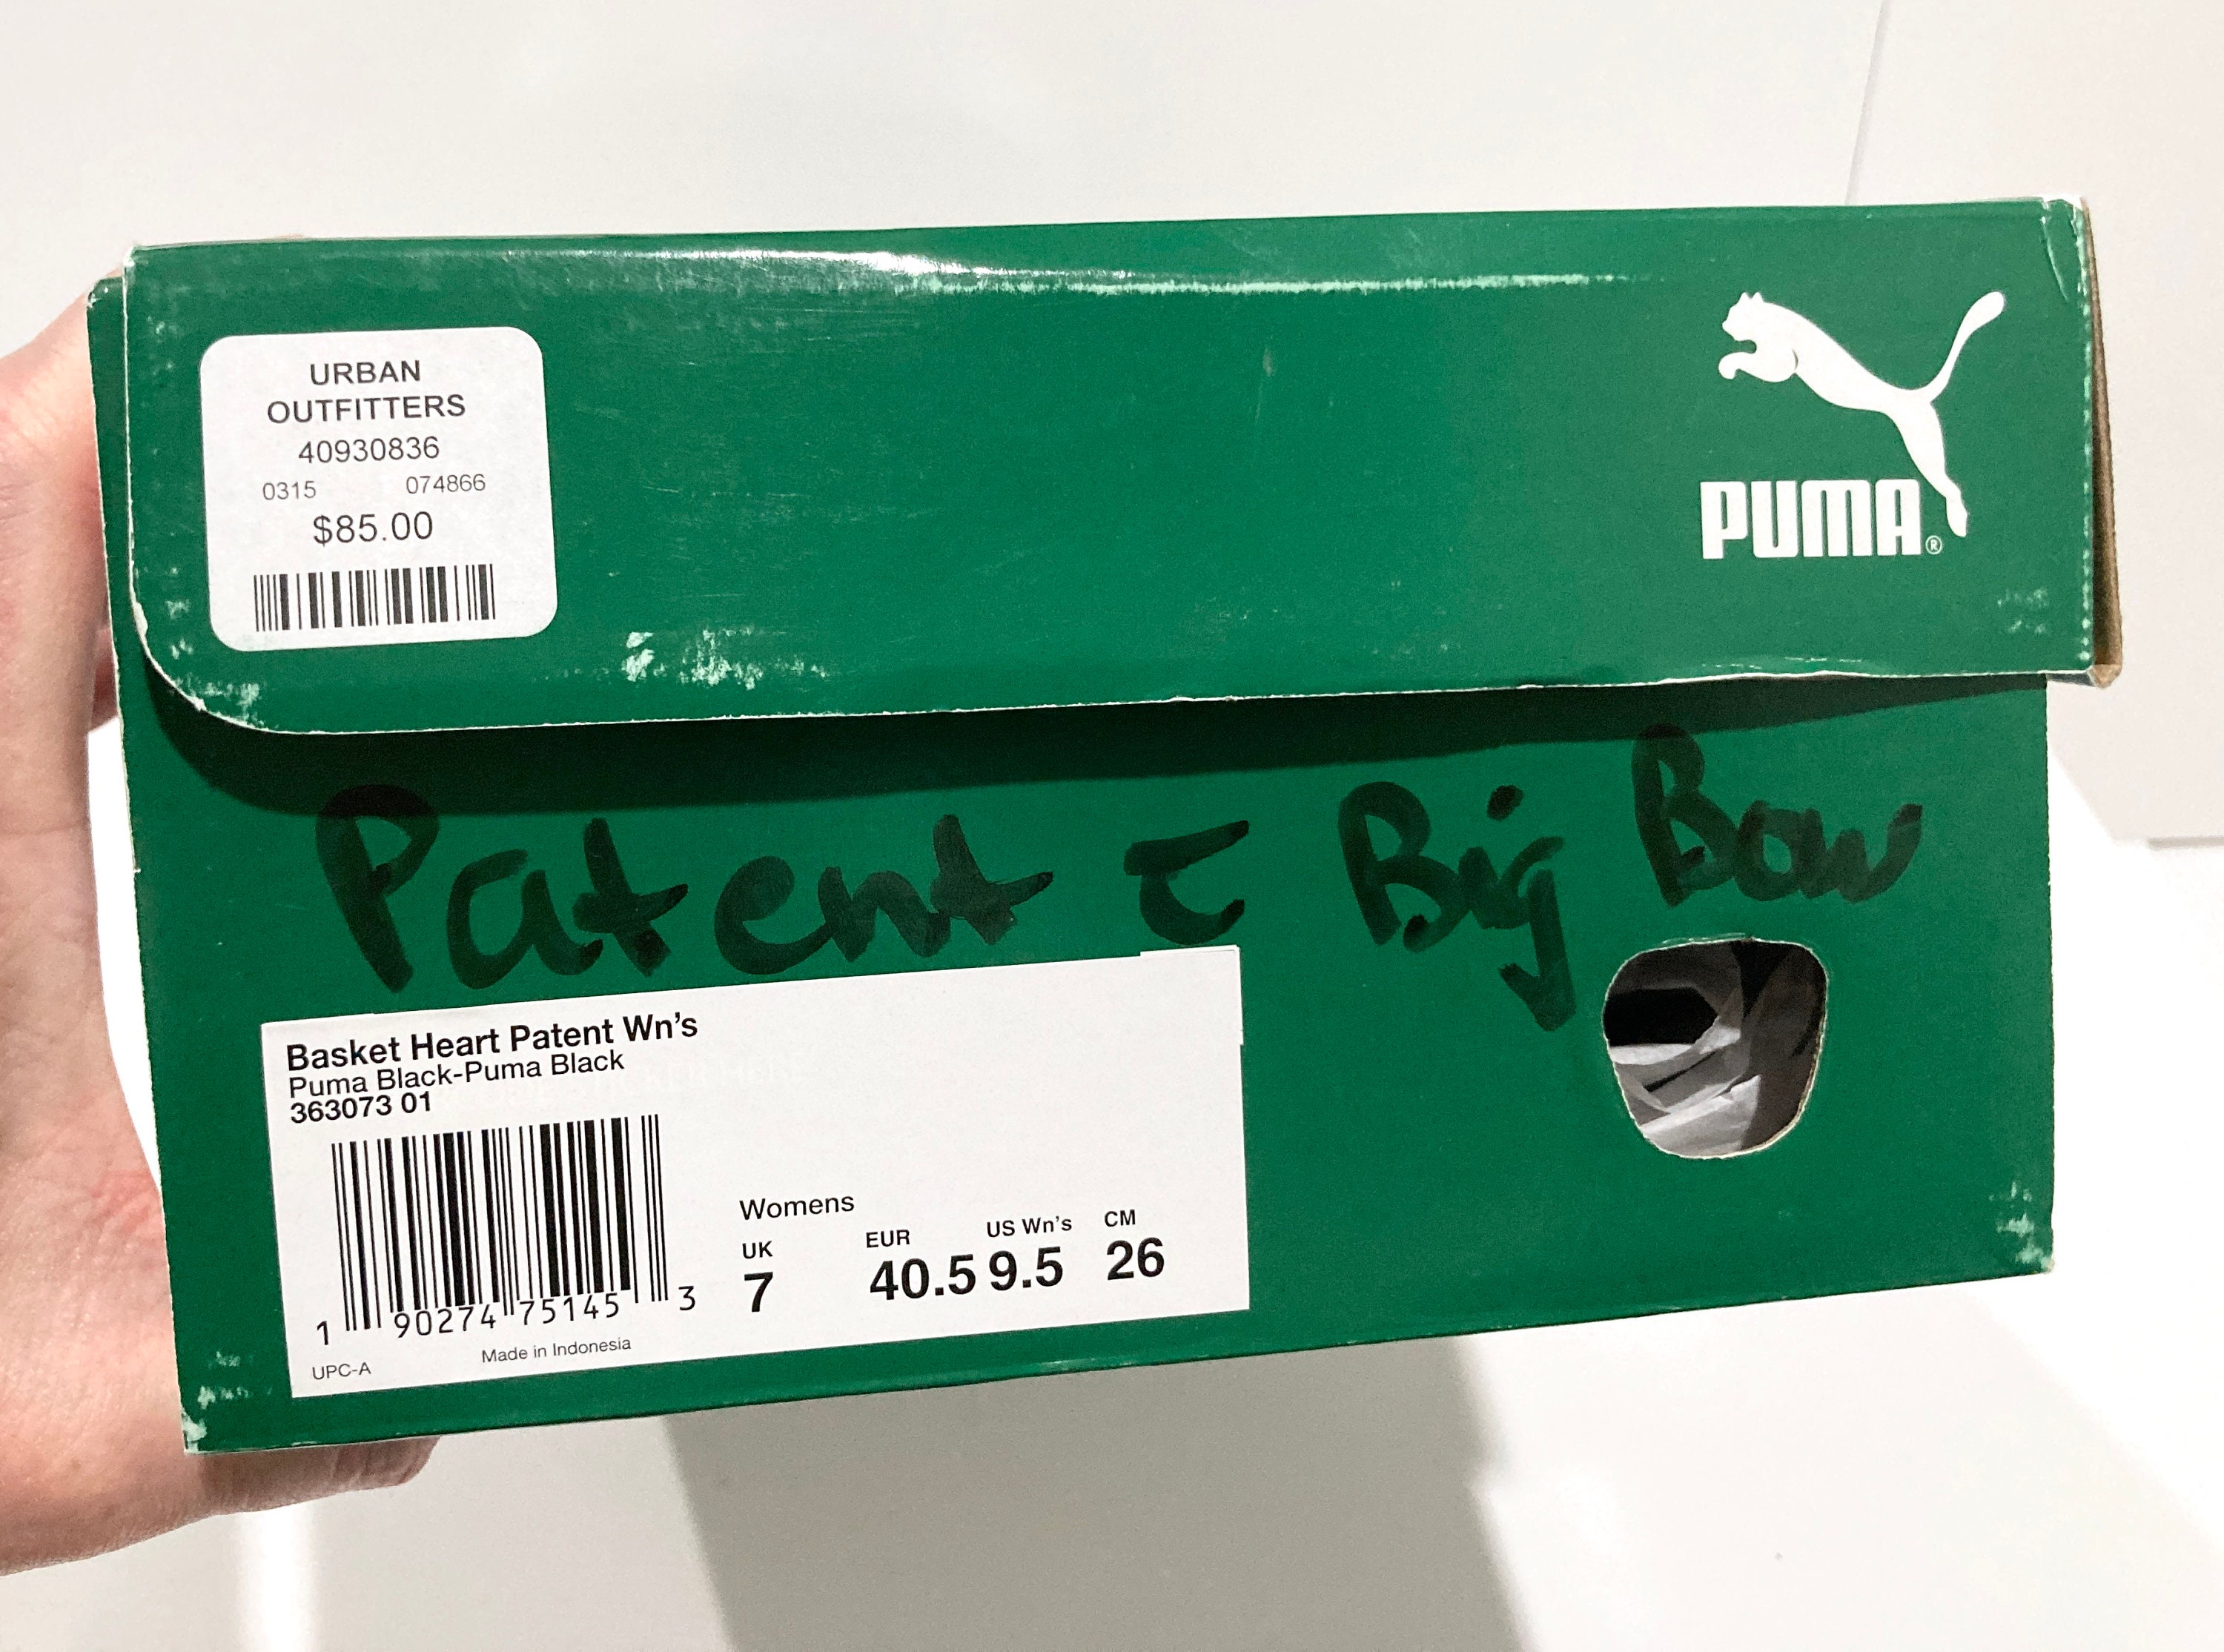 URBAN
OUTFITTERS
40930836
0315 074866
$85.00
PUMA®
Patent c Big Bow
Basket Heart Patent Wn's
Puma Black-Puma Black
363073 01
Womens
UK EUR US Wn's CM
7 40.5 9.5 26
1 90274 75145 3
UPC-A Made in Indonesia